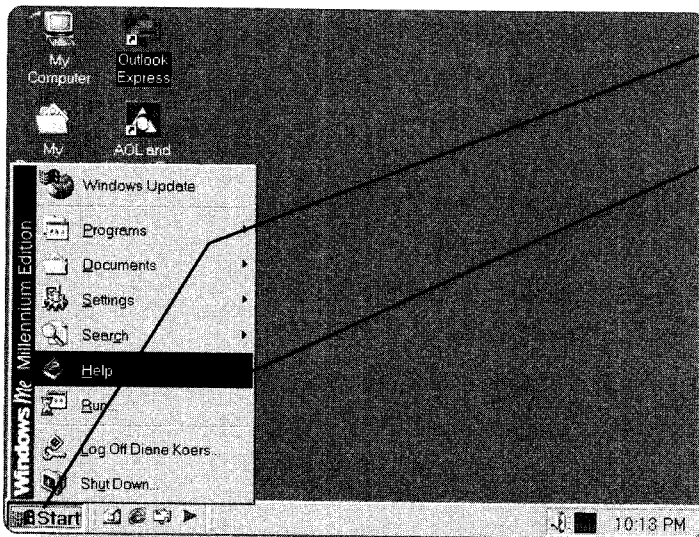 My
Computer
Outlook
Express
My
AOL and
Windows Update
Programs
Documents
Settings
Search
Help
Run...
Log Off Diane Koers...
Shut Down...
Windows Me Millennium Edition
Start
10:13 PM